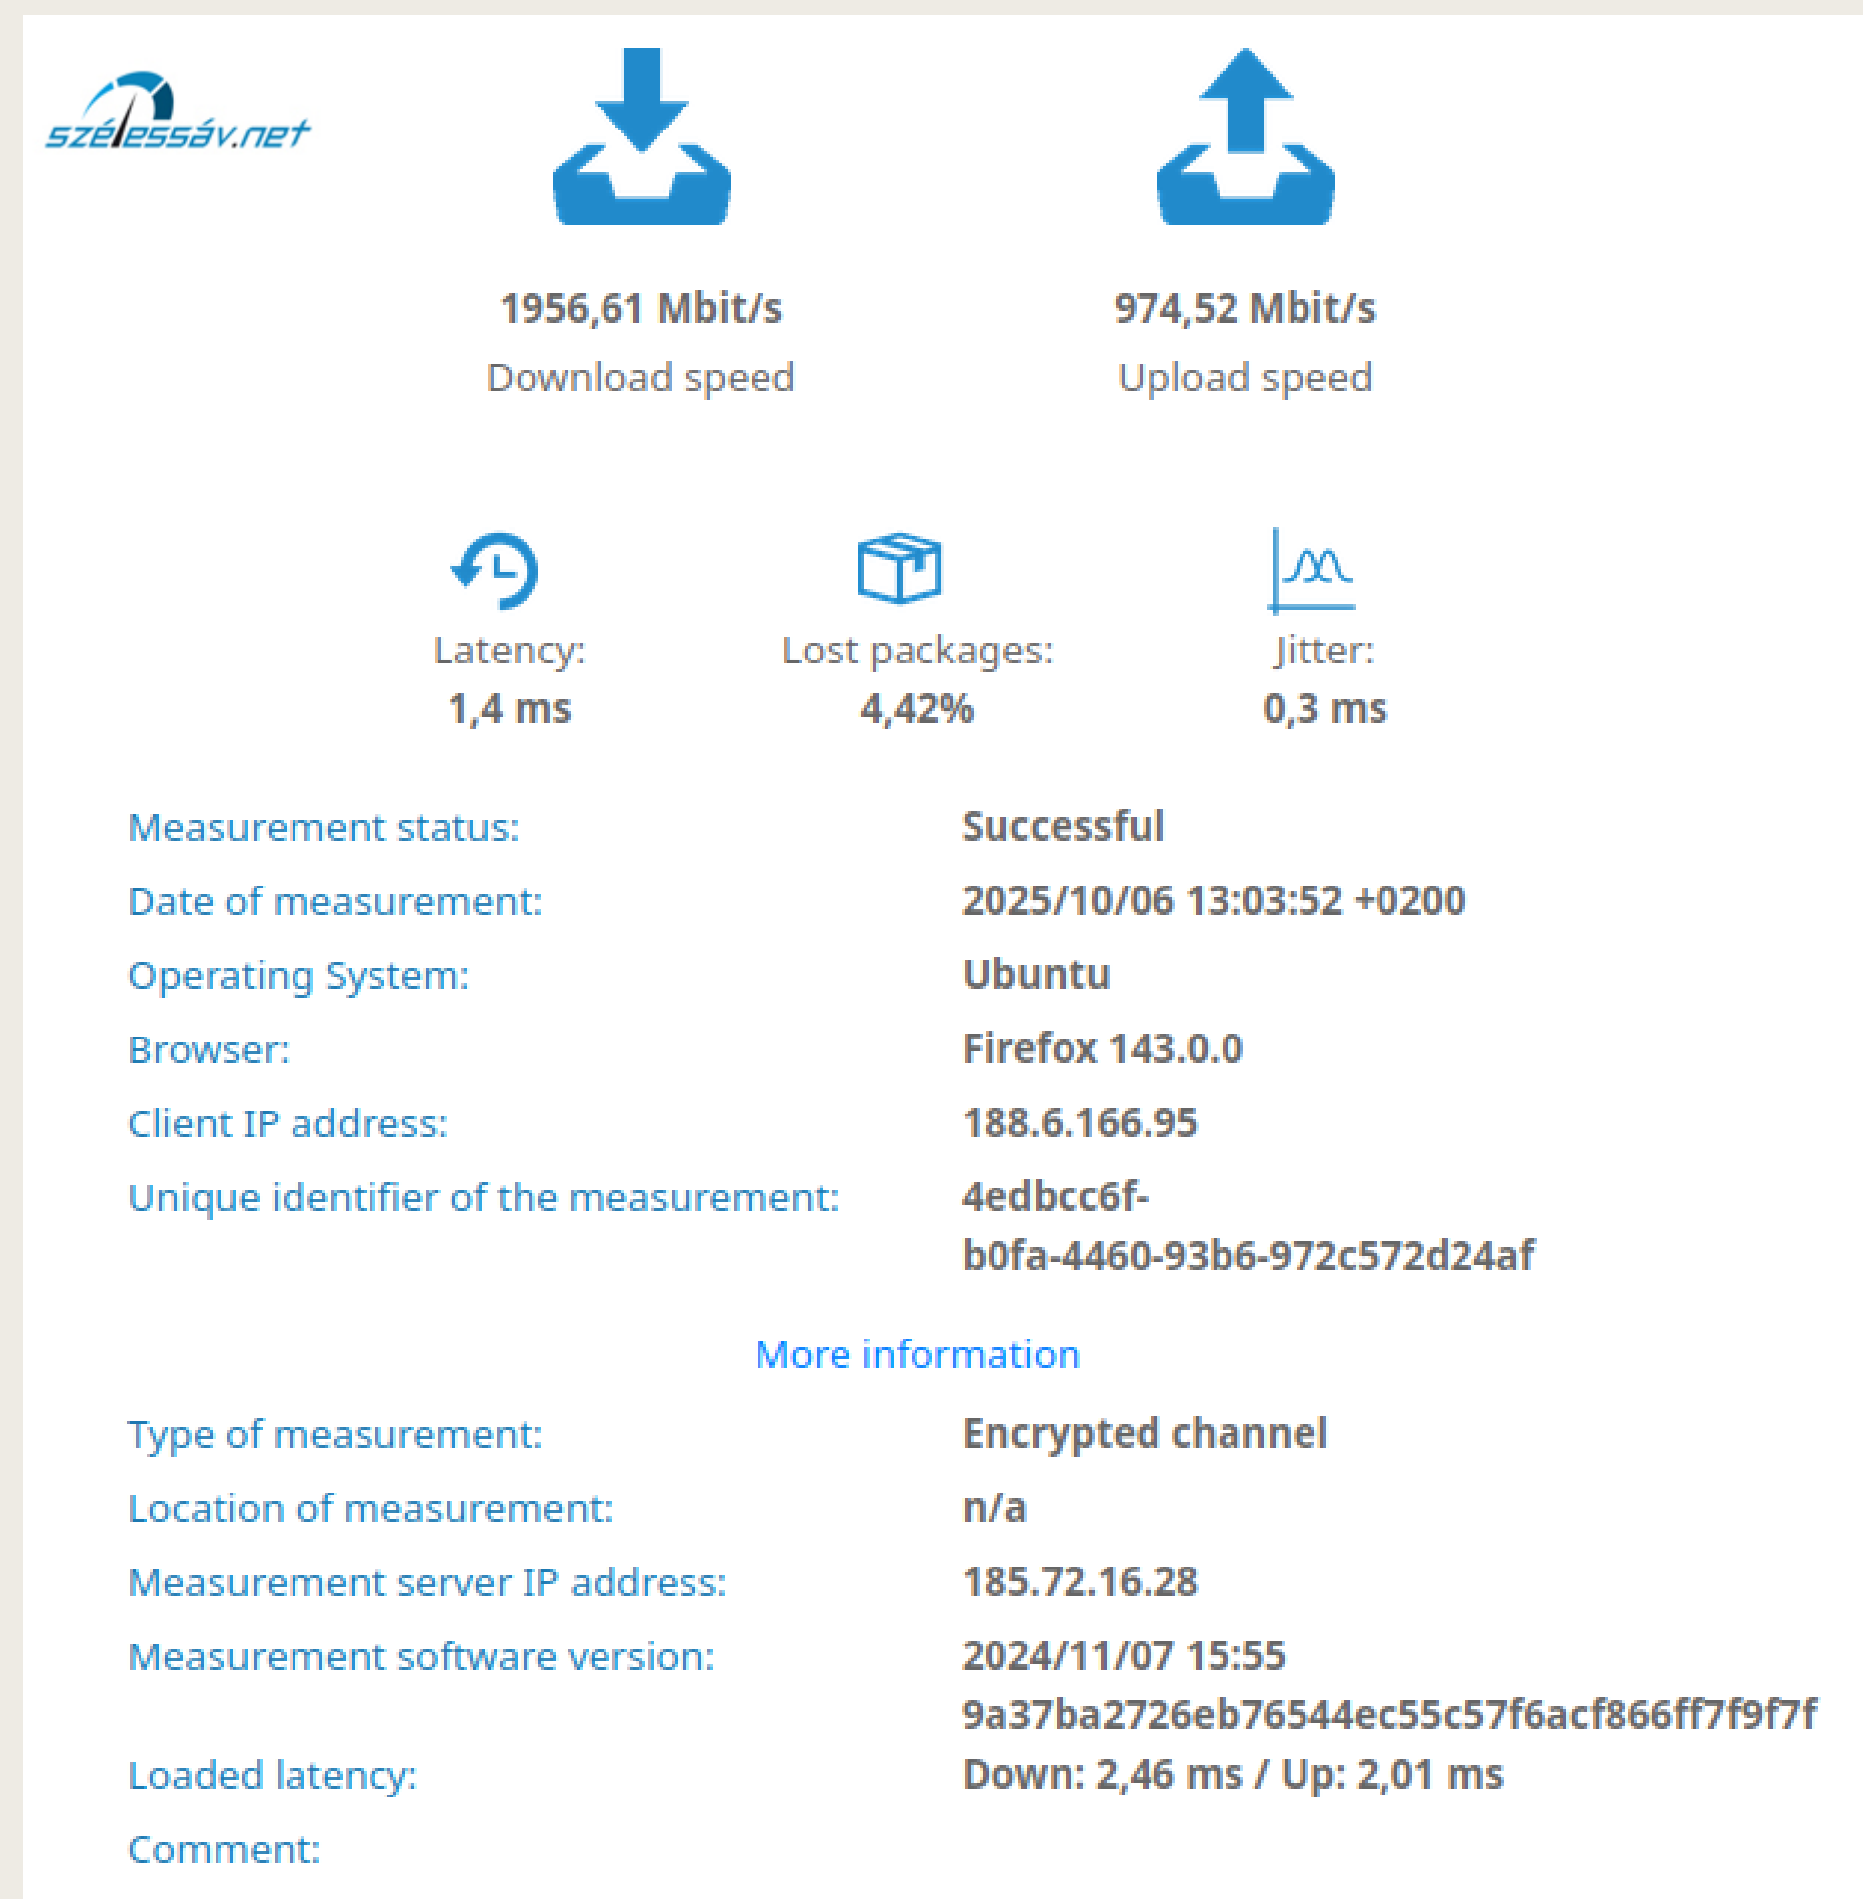 szélessáv.net
1956,61 Mbit/s
Download speed
974,52 Mbit/s
Upload speed
Latency:
1,4 ms
Lost packages:
4,42%
Jitter:
0,3 ms
Measurement status: Successful
Date of measurement: 2025/10/06 13:03:52 +0200
Operating System: Ubuntu
Browser: Firefox 143.0.0
Client IP address: 188.6.166.95
Unique identifier of the measurement: 4edbcc6f-
b0fa-4460-93b6-972c572d24af
More information
Type of measurement: Encrypted channel
Location of measurement: n/a
Measurement server IP address: 185.72.16.28
Measurement software version: 2024/11/07 15:55
9a37ba2726eb76544ec55c57f6acf866ff7f9f7f
Loaded latency: Down: 2,46 ms / Up: 2,01 ms
Comment: